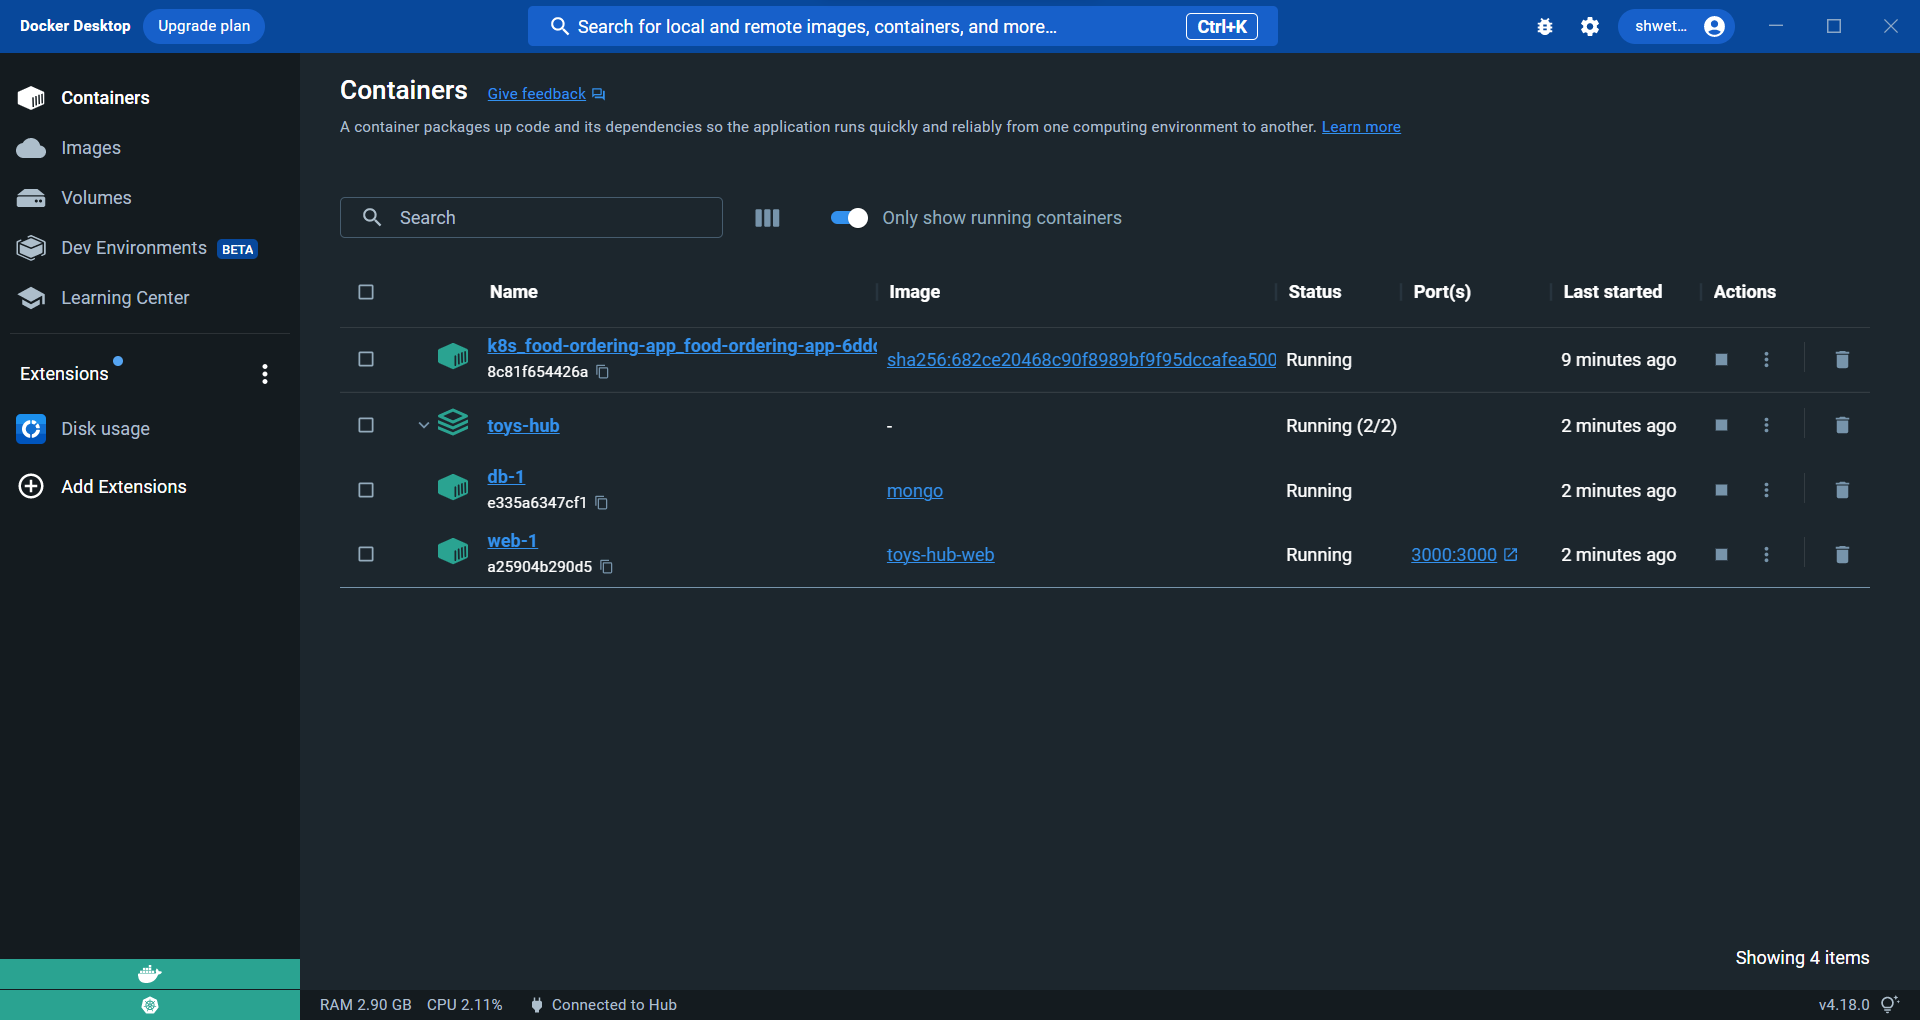 Docker Desktop
Upgrade plan
Search for local and remote images, containers, and more...
Ctrl+K
shwet...
Containers
Images
Volumes
Dev Environments BETA
Learning Center
Extensions
Disk usage
Add Extensions
Containers
Give feedback
A container packages up code and its dependencies so the application runs quickly and reliably from one computing environment to another. Learn more
Search
Only show running containers
Name Image Status Port(s) Last started Actions
k8s_food-ordering-app_food-ordering-app-6ddc
8c81f654426a
sha256:682ce20468c90f8989bf9f95dccafea500
Running
9 minutes ago
toys-hub - Running (2/2) 2 minutes ago
db-1
e335a6347cf1
mongo
Running
2 minutes ago
web-1
a25904b290d5
toys-hub-web
Running
3000:3000
2 minutes ago
Showing 4 items
RAM 2.90 GB CPU 2.11% Connected to Hub
v4.18.0